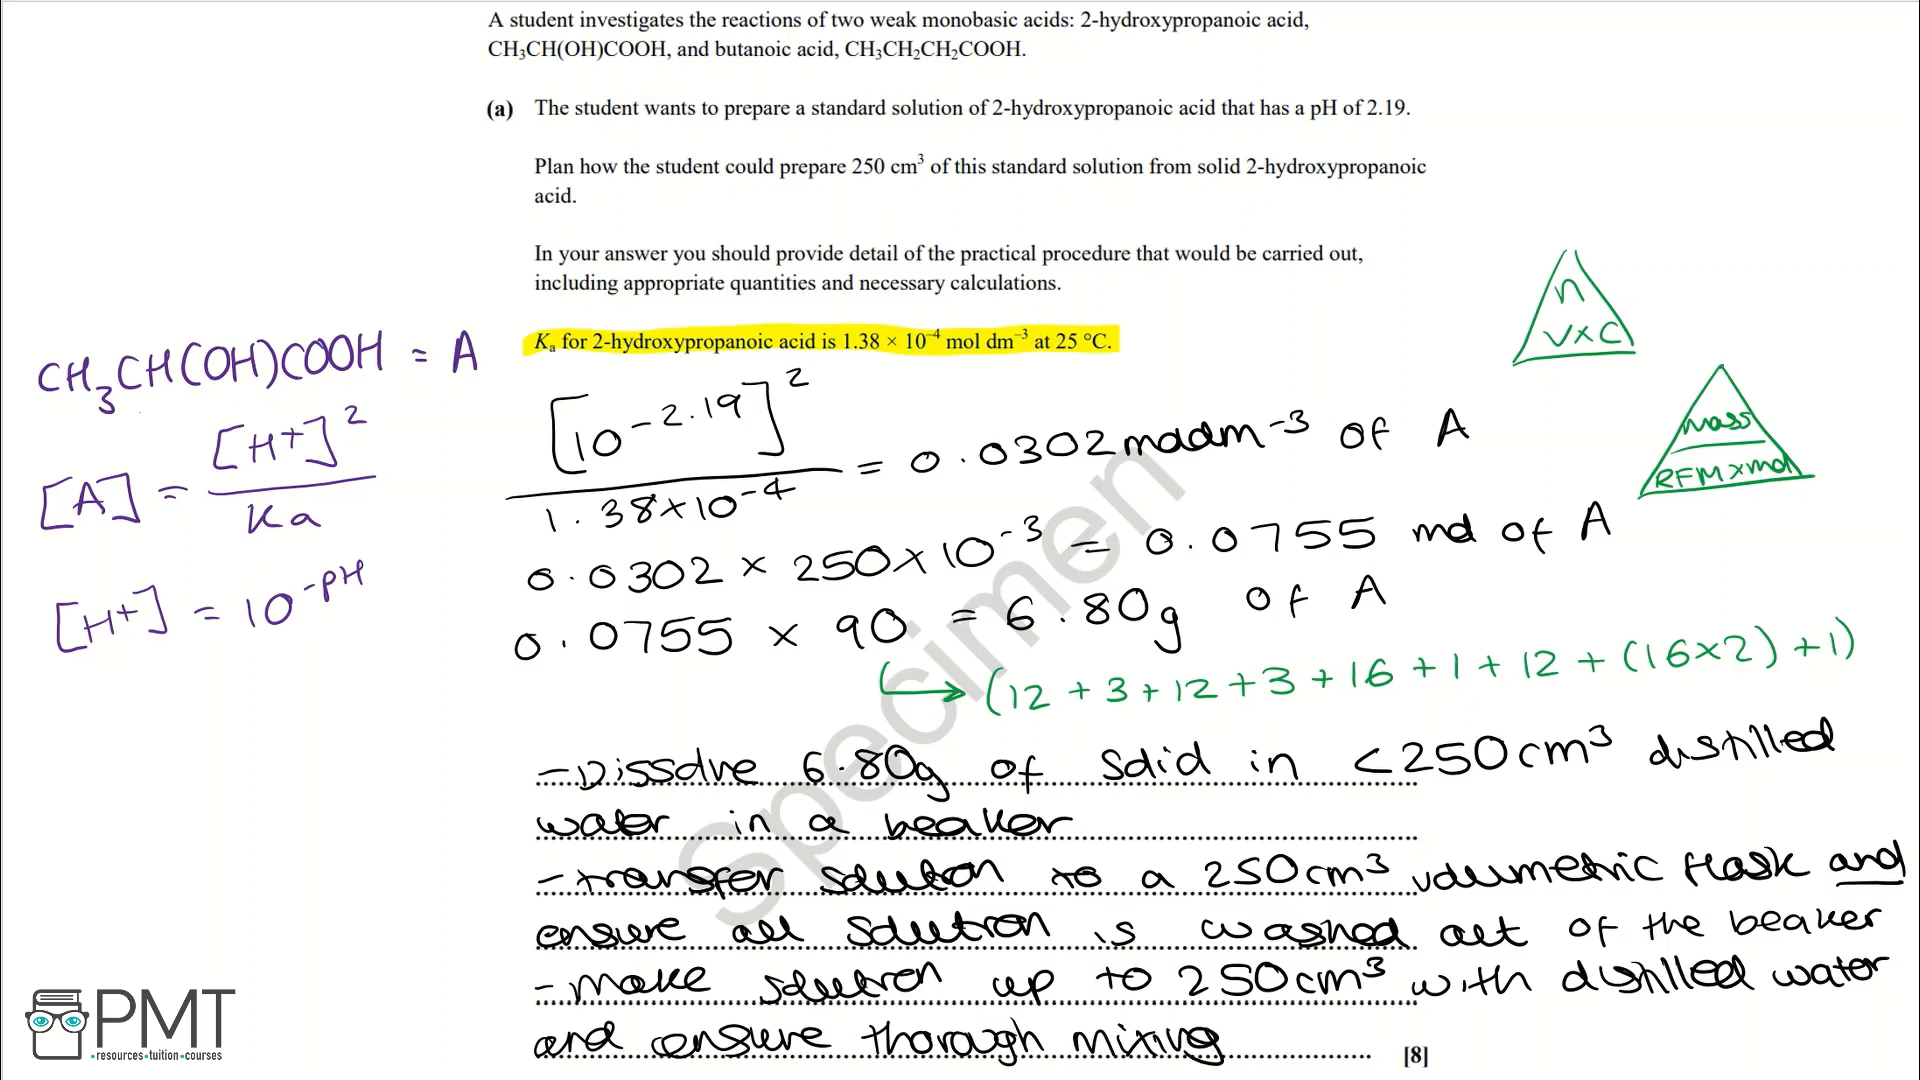 A student investigates the reactions of two weak monobasic acids: 2-hydroxypropanoic acid,
CH₃CH(OH)COOH, and butanoic acid, CH₃CH₂CH₂COOH.
(a) The student wants to prepare a standard solution of 2-hydroxypropanoic acid that has a pH of 2.19.
Plan how the student could prepare 250 cm³ of this standard solution from solid 2-hydroxypropanoic
acid.
In your answer you should provide detail of the practical procedure that would be carried out,
including appropriate quantities and necessary calculations.
Kₐ for 2-hydroxypropanoic acid is 1.38 × 10⁻⁴ mol dm⁻³ at 25 °C.
n
V×C
mass
RFM×mol
CH₃CH(OH)COOH = A
[A] = [H+]² / Ka
[H+] = 10^-pH
[10^-2.19]² / 1.38×10⁻⁴ = 0.0302 moldm⁻³ of A
0.0302 × 250×10⁻³ = 0.0755 mol of A
0.0755 × 90 = 6.80g of A
(12 + 3 + 12 + 3 + 16 + 1 + 12 + (16×2) + 1)
Specimen
- Dissolve 6.80g of solid in <250cm³ distilled
water in a beaker
- transfer solution to a 250cm³ volumetric flask and
ensure all solution is washed out of the beaker
- make solution up to 250cm³ with distilled water
and ensure thorough mixing
[8]
PMT
•resources•tuition•courses